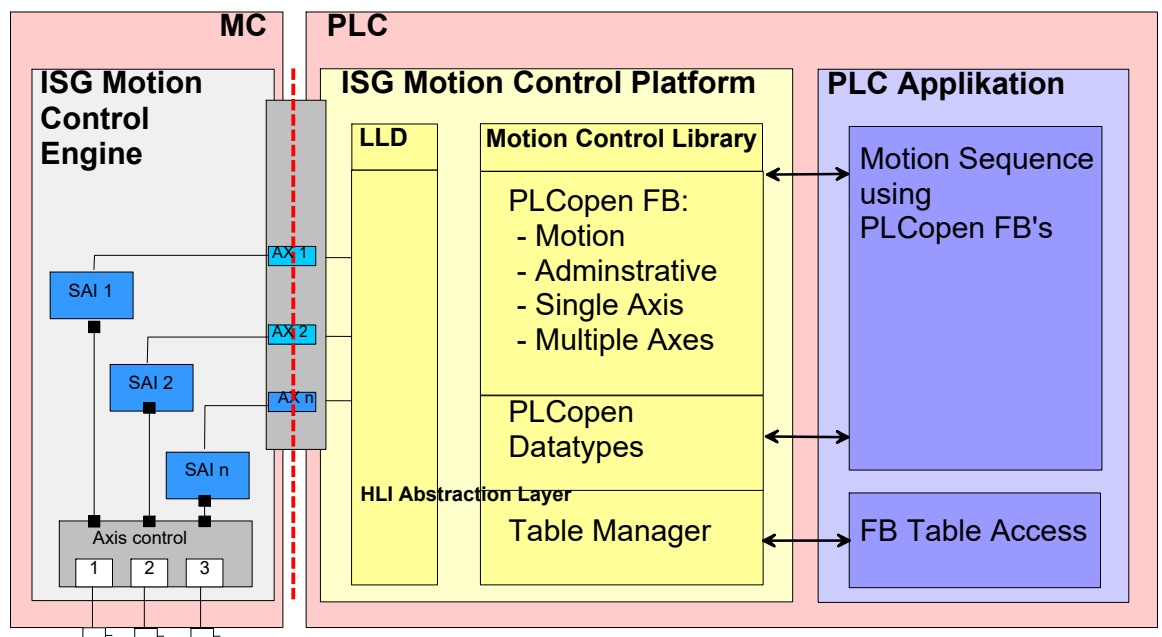 MC
PLC
ISG Motion
Control
Engine
ISG Motion Control Platform
PLC Applikation
LLD
Motion Control Library
Motion Sequence
using
PLCopen FB's
PLCopen FB:
- Motion
- Adminstrative
- Single Axis
- Multiple Axes
AX 1
SAI 1
AX 2
SAI 2
AX n
SAI n
PLCopen
Datatypes
HLI Abstraction Layer
Table Manager
FB Table Access
Axis control
1
2
3